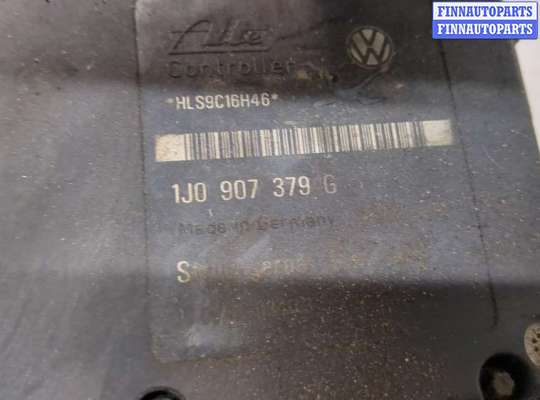 FINNAUTOPARTS
FINNAUTOPARTS
Ate
Controller
*HLS9C16H46*
1J0 907 379 G
Made in Germany